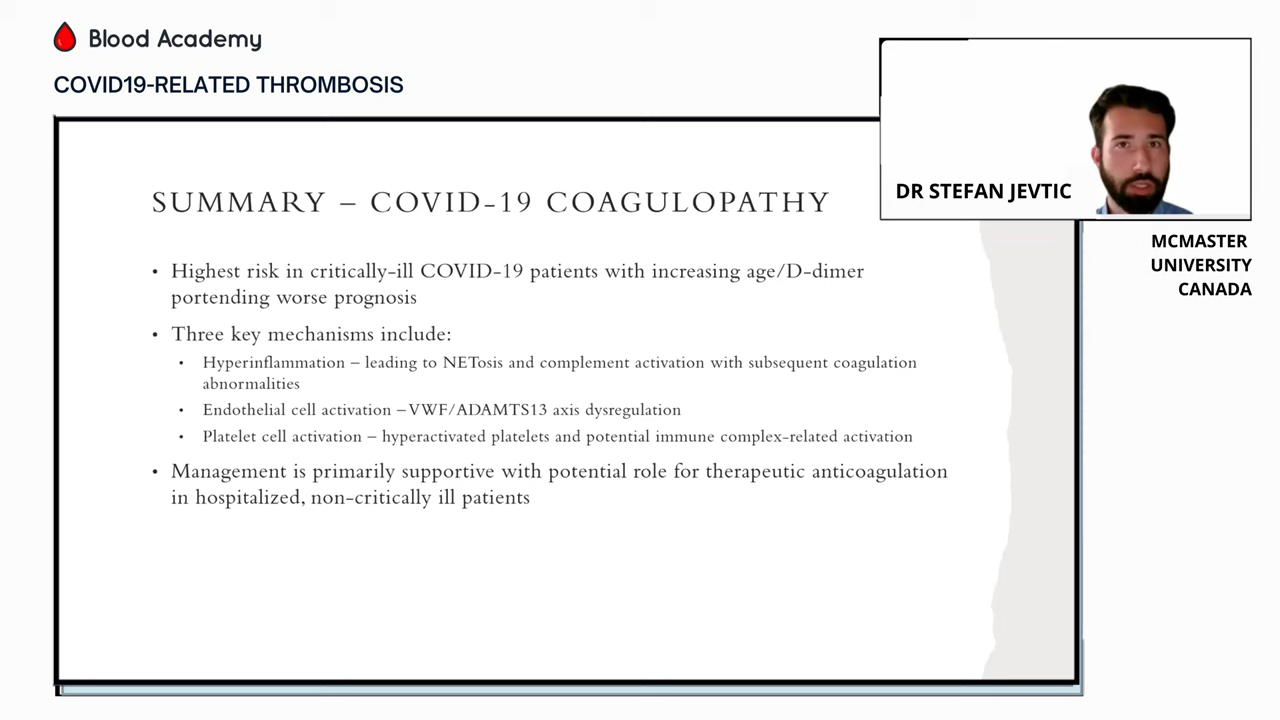 Blood Academy
COVID19-RELATED THROMBOSIS
DR STEFAN JEVTIC
MCMASTER
UNIVERSITY
CANADA
SUMMARY – COVID-19 COAGULOPATHY
• Highest risk in critically-ill COVID-19 patients with increasing age/D-dimer
portending worse prognosis
• Three key mechanisms include:
• Hyperinflammation – leading to NETosis and complement activation with subsequent coagulation
abnormalities
• Endothelial cell activation –VWF/ADAMTS13 axis dysregulation
• Platelet cell activation – hyperactivated platelets and potential immune complex-related activation
• Management is primarily supportive with potential role for therapeutic anticoagulation
in hospitalized, non-critically ill patients